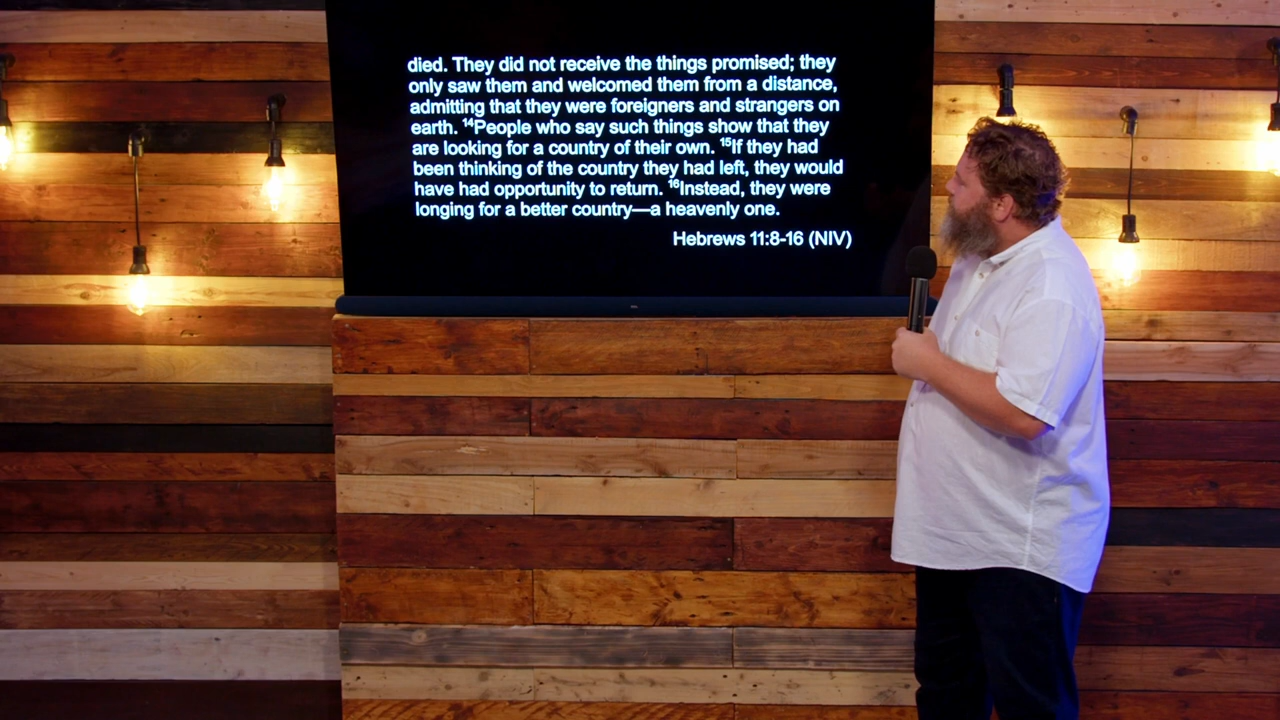 died. They did not receive the things promised; they
only saw them and welcomed them from a distance,
admitting that they were foreigners and strangers on
earth. ¹⁴People who say such things show that they
are looking for a country of their own. ¹⁵If they had
been thinking of the country they had left, they would
have had opportunity to return. ¹⁶Instead, they were
longing for a better country—a heavenly one.
Hebrews 11:8-16 (NIV)